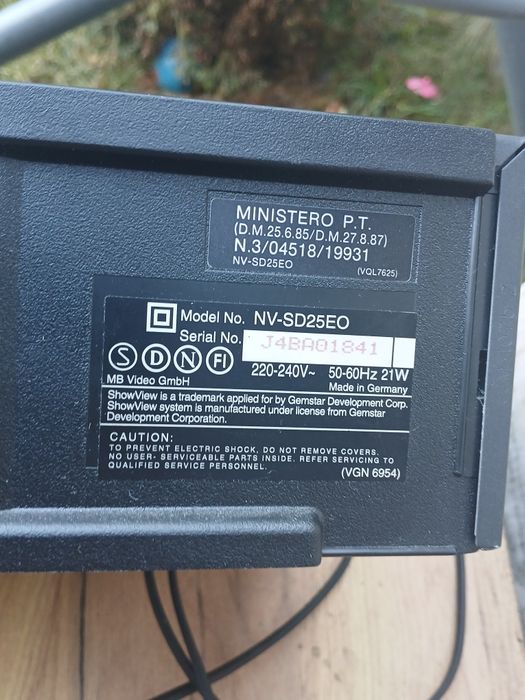 MINISTERO P.T.
(D.M.25.6.85/D.M.27.8.87)
N.3/04518/19931
NV-SD25EO
(VQL7625)
Model No. NV-SD25EO
Serial No. J4BA01841
S D N FI
220-240V~ 50-60Hz 21W
MB Video GmbH
Made in Germany
ShowView is a trademark applied for by Gemstar Development Corp.
ShowView system is manufactured under license from Gemstar
Development Corporation.
CAUTION:
TO PREVENT ELECTRIC SHOCK, DO NOT REMOVE COVERS.
NO USER- SERVICEABLE PARTS INSIDE. REFER SERVICING TO
QUALIFIED SERVICE PERSONNEL.
(VGN 6954)